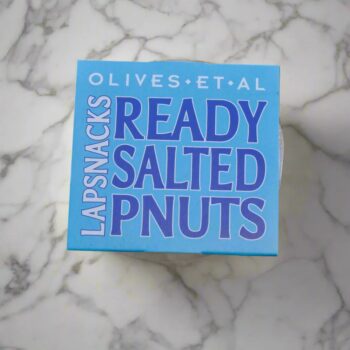 OLIVES•ET•AL
LAPSNACKS
READY
SALTED
PNUTS